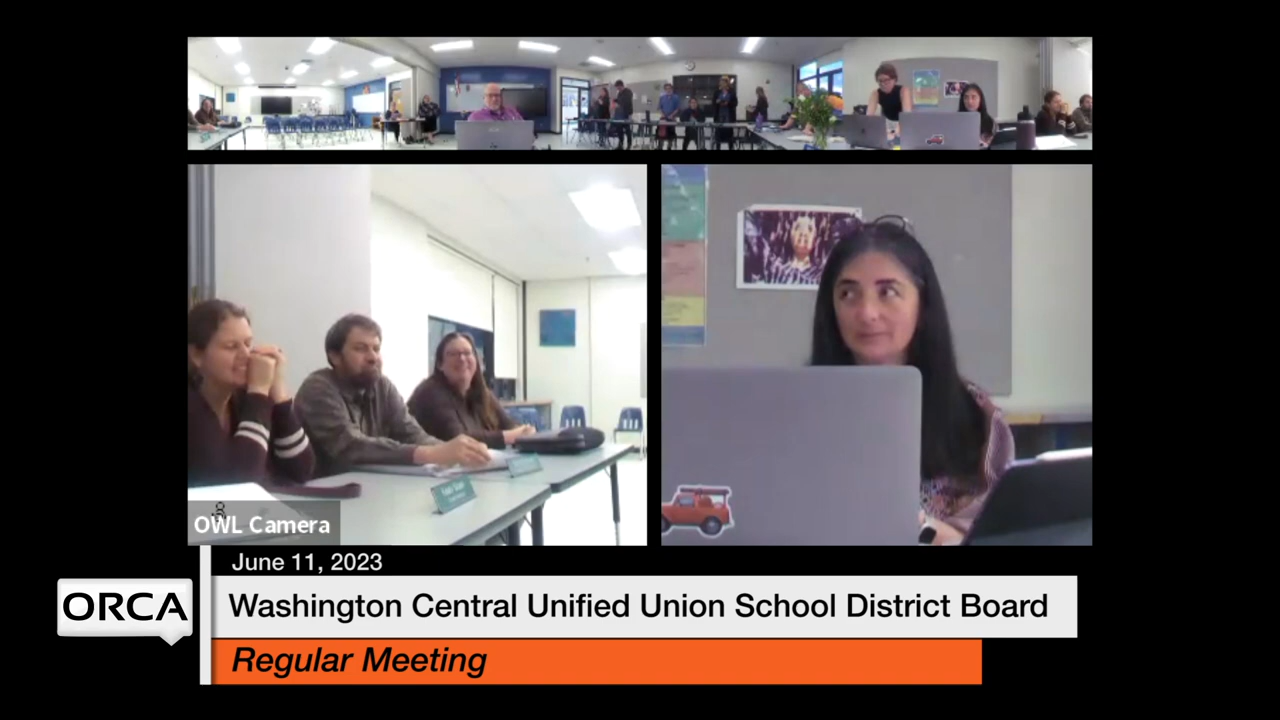 OWL Camera
June 11, 2023
ORCA
Washington Central Unified Union School District Board
Regular Meeting